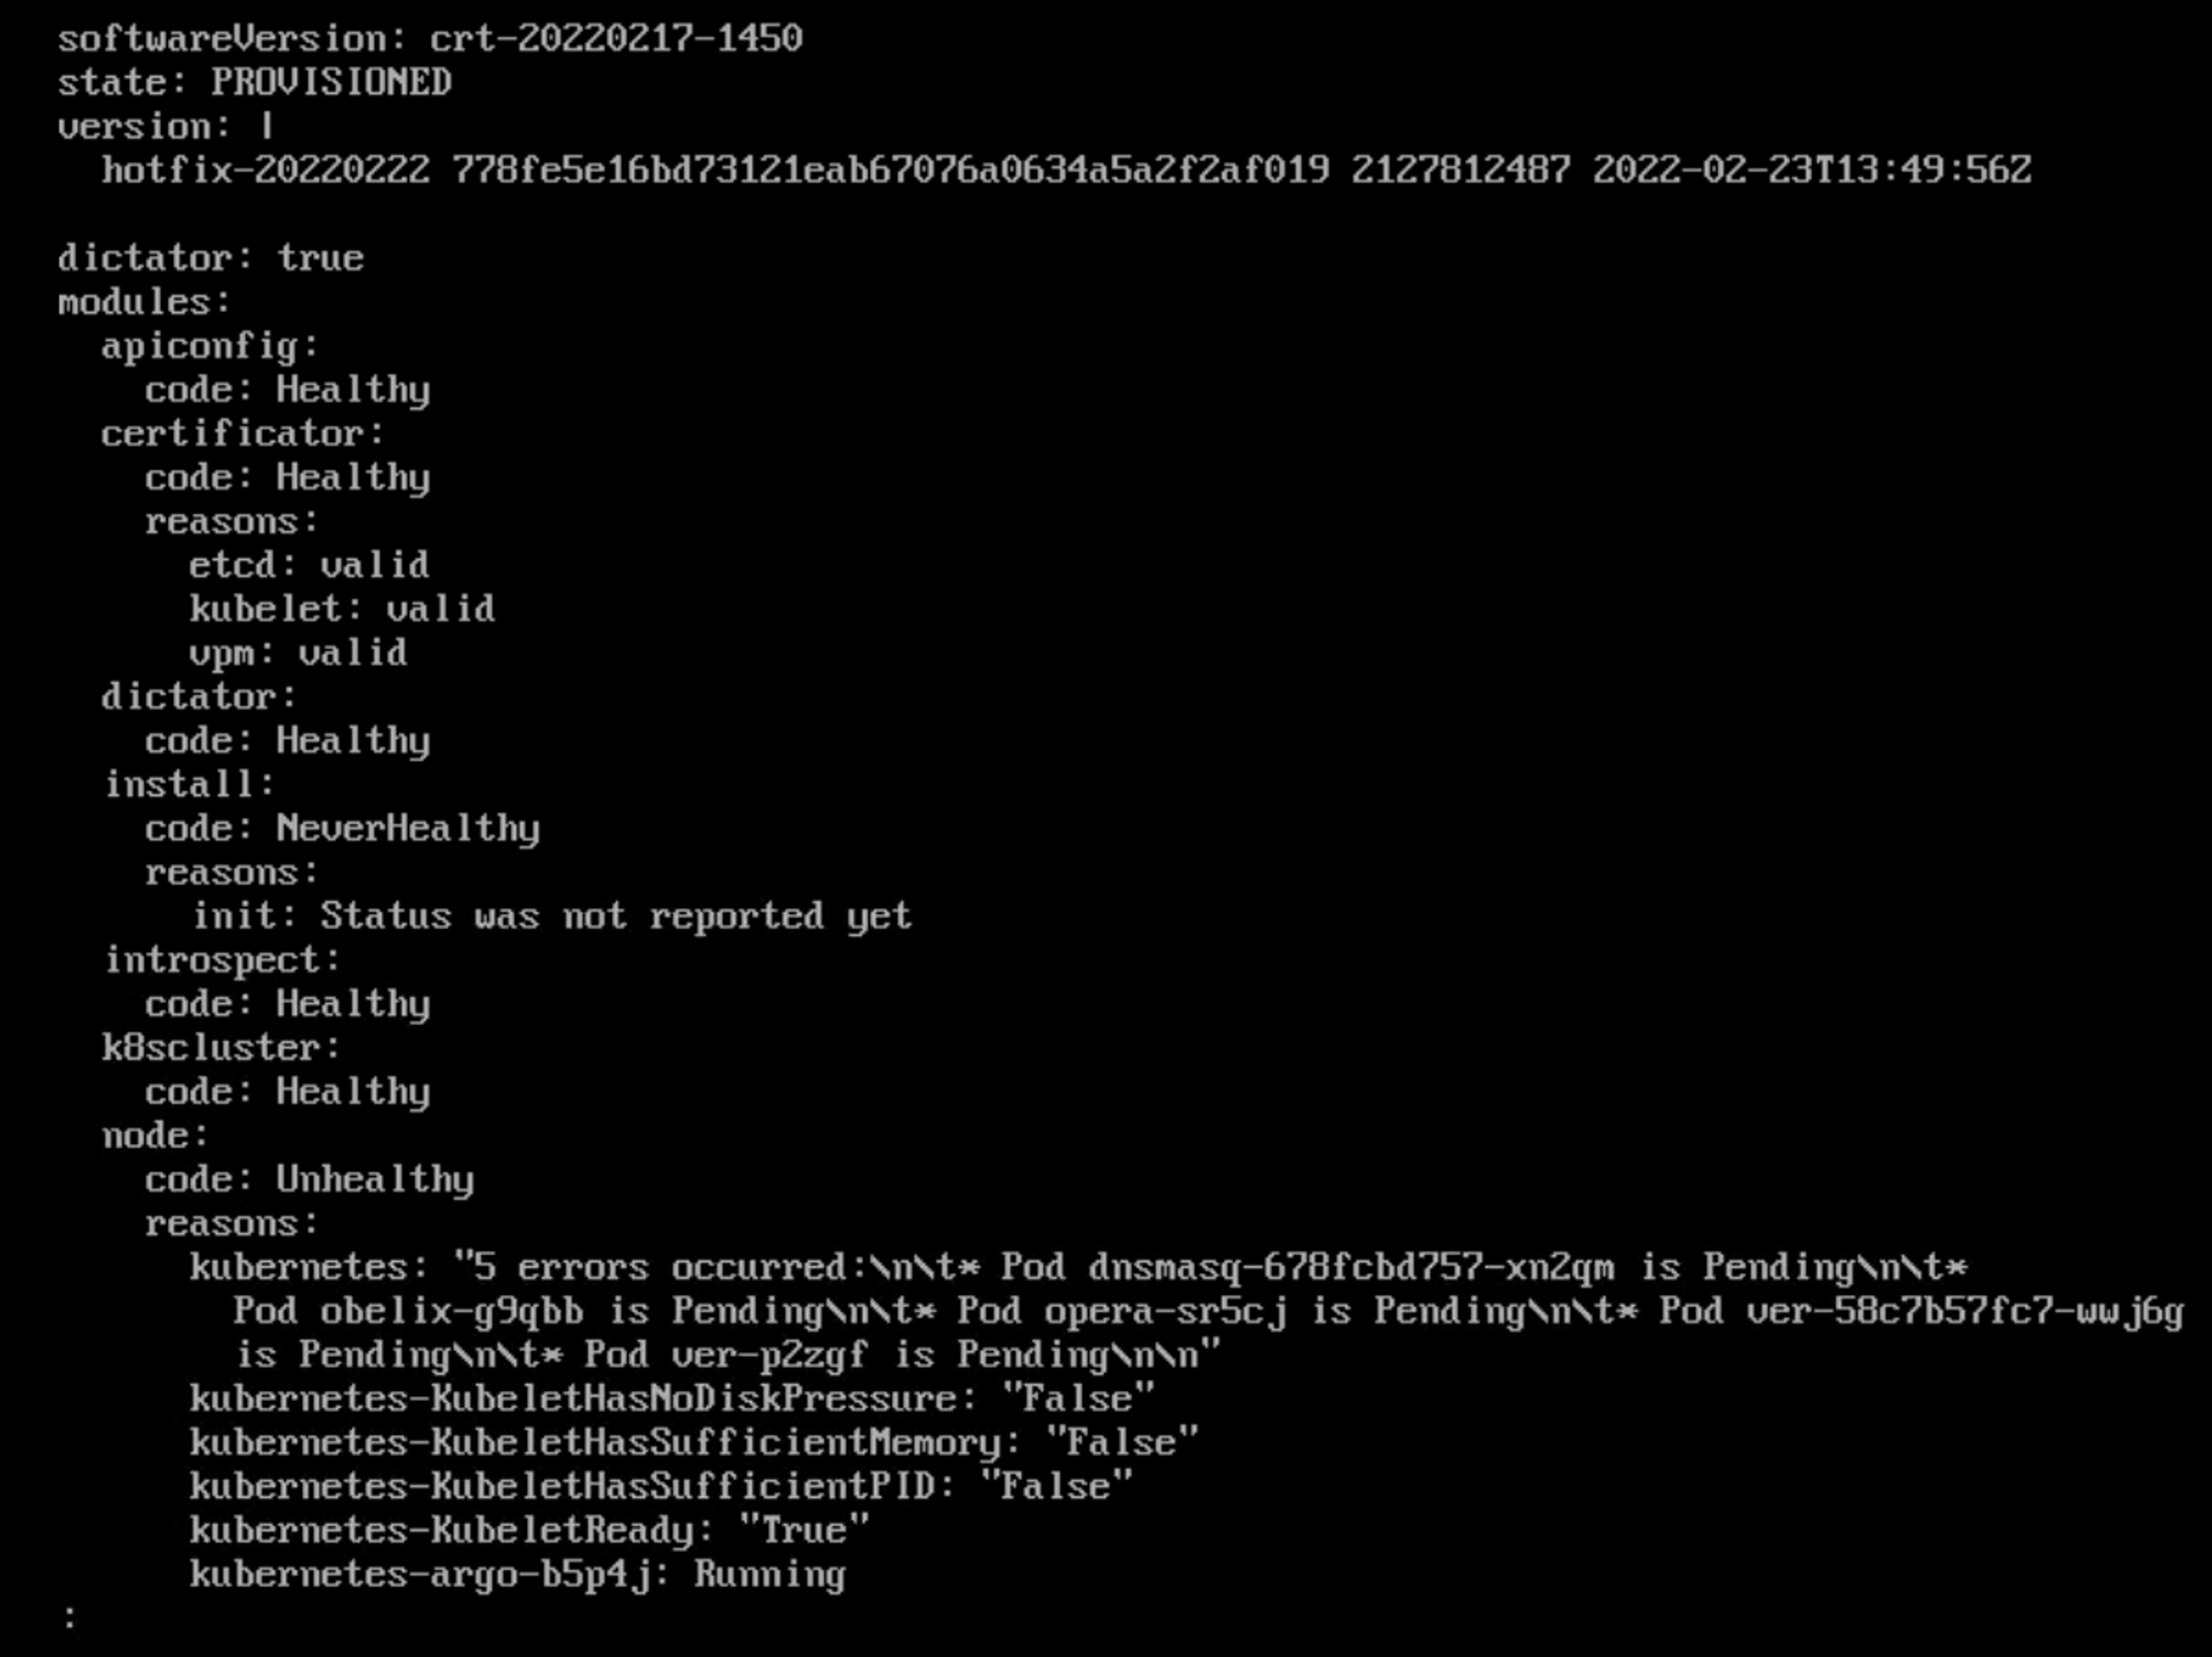 softwareVersion: crt-20220217-1450
state: PROVISIONED
version: |
hotfix-20220222 778fe5e16bd73121eab67076a0634a5a2f2af019 2127812487 2022-02-23T13:49:56Z
dictator: true
modules:
apiconfig:
code: Healthy
certificator:
code: Healthy
reasons:
etcd: valid
kubelet: valid
vpm: valid
dictator:
code: Healthy
install:
code: NeverHealthy
reasons:
init: Status was not reported yet
introspect:
code: Healthy
k8scluster:
code: Healthy
node:
code: Unhealthy
reasons:
kubernetes: "5 errors occurred:\n\t* Pod dnsmasq-678fcbd757-xn2qm is Pending\n\t*
Pod obelix-g9qbb is Pending\n\t* Pod opera-sr5cj is Pending\n\t* Pod ver-58c7b57fc7-wwj6g
is Pending\n\t* Pod ver-p2zgf is Pending\n\n"
kubernetes-KubeletHasNoDiskPressure: "False"
kubernetes-KubeletHasSufficientMemory: "False"
kubernetes-KubeletHasSufficientPID: "False"
kubernetes-KubeletReady: "True"
kubernetes-argo-b5p4j: Running
: